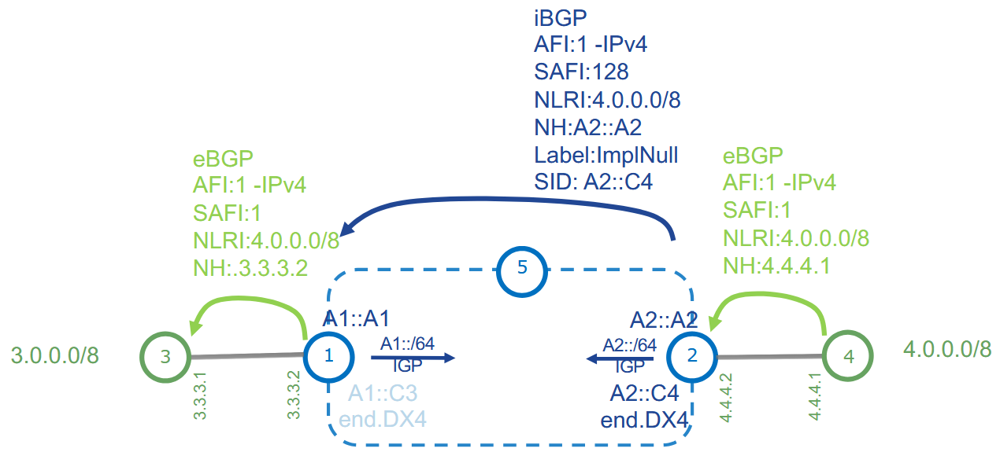 iBGP
AFI:1 -IPv4
SAFI:128
NLRI:4.0.0.0/8
NH:A2::A2
Label:ImplNull
SID: A2::C4
eBGP
AFI:1 -IPv4
SAFI:1
NLRI:4.0.0.0/8
NH:.3.3.3.2
eBGP
AFI:1 -IPv4
SAFI:1
NLRI:4.0.0.0/8
NH:4.4.4.1
5
A1::A1
A2::A2
3.0.0.0/8
3
1
A1::/64
IGP
A2::/64
IGP
2
4
4.0.0.0/8
3.3.3.1
3.3.3.2
A1::C3
end.DX4
A2::C4
end.DX4
4.4.4.2
4.4.4.1